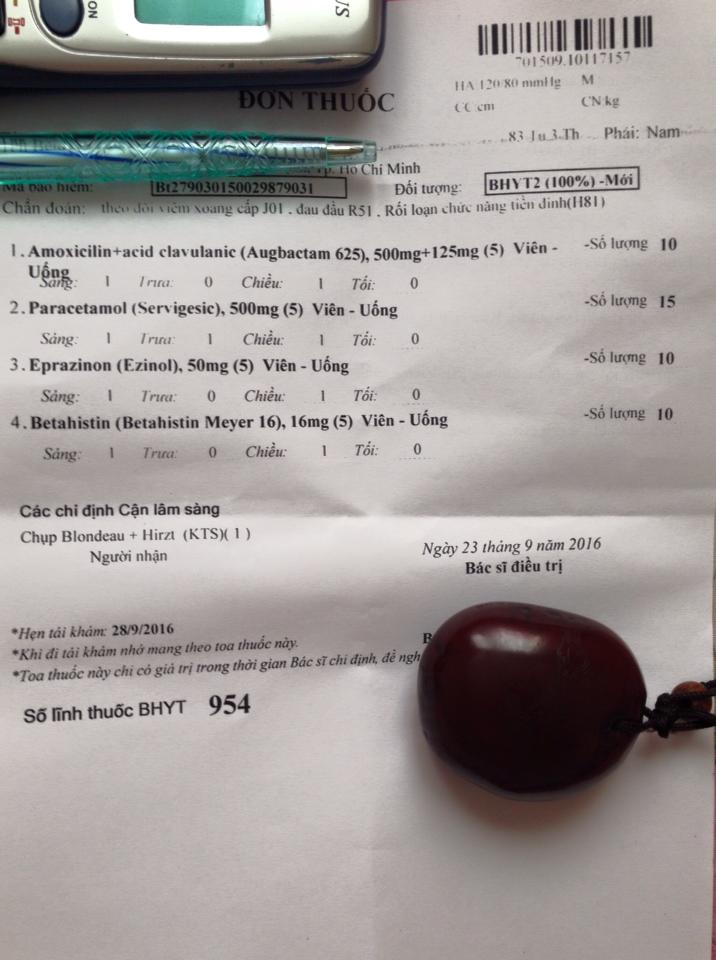 ON
US
701509.10117157
HA 120/80 mmHg M
CC cm CN kg
ĐƠN THUỐC
83 Tu 3 Th Phái: Nam
Tp. Hồ Chí Minh
Mã bảo hiểm: Bt279030150029879031 Đối tượng: BHYT2 (100%) -Mới
Chẩn đoán: theo dõi viêm xoang cấp J01 . đau đầu R51 . Rối loạn chức năng tiền đình(H81)
1. Amoxicilin+acid clavulanic (Augbactam 625), 500mg+125mg (5) Viên - -Số lượng 10
Uống
Sáng: 1 Trưa: 0 Chiều: 1 Tối: 0
2. Paracetamol (Servigesic), 500mg (5) Viên - Uống -Số lượng 15
Sáng: 1 Trưa: 1 Chiều: 1 Tối: 0
3. Eprazinon (Ezinol), 50mg (5) Viên - Uống -Số lượng 10
Sáng: 1 Trưa: 0 Chiều: 1 Tối: 0
4. Betahistin (Betahistin Meyer 16), 16mg (5) Viên - Uống -Số lượng 10
Sáng: 1 Trưa: 0 Chiều: 1 Tối: 0
Các chỉ định Cận lâm sàng
Chụp Blondeau + Hirzt (KTS)( 1 )
Người nhận
Ngày 23 tháng 9 năm 2016
Bác sĩ điều trị
*Hẹn tái khám: 28/9/2016
*Khi đi tái khám nhớ mang theo toa thuốc này.
*Toa thuốc này chỉ có giá trị trong thời gian Bác sĩ chỉ định, đề ngh
Số lĩnh thuốc BHYT 954